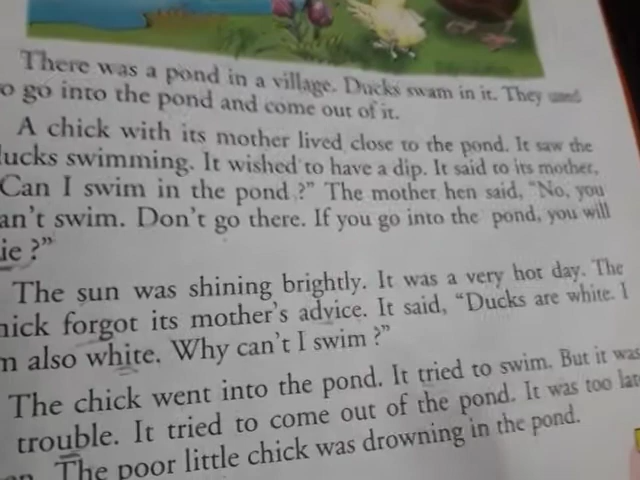 There was a pond in a village. Ducks swam in it. They used
o go into the pond and come out of it.
A chick with its mother lived close to the pond. It saw the
ucks swimming. It wished to have a dip. It said to its mother,
Can I swim in the pond ?" The mother hen said, "No, you
an't swim. Don't go there. If you go into the pond, you will
ie ?"
The sun was shining brightly. It was a very hot day. The
hick forgot its mother's advice. It said, "Ducks are white. I
m also white. Why can't I swim ?"
The chick went into the pond. It tried to swim. But it was
trouble. It tried to come out of the pond. It was too lat
The poor little chick was drowning in the pond.